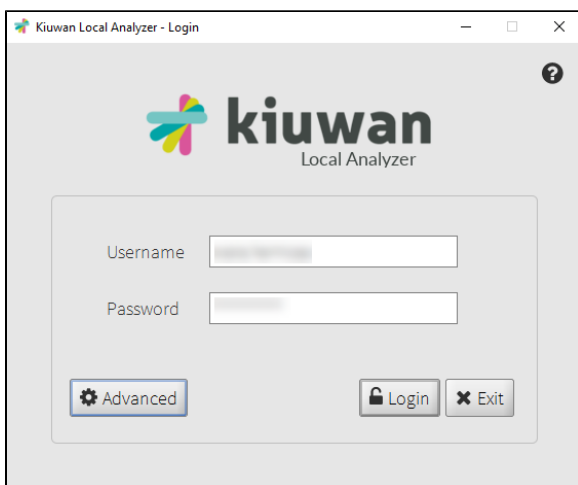 Kiuwan Local Analyzer - Login
kiuwan
Local Analyzer
Username
Password
Advanced
Login
Exit